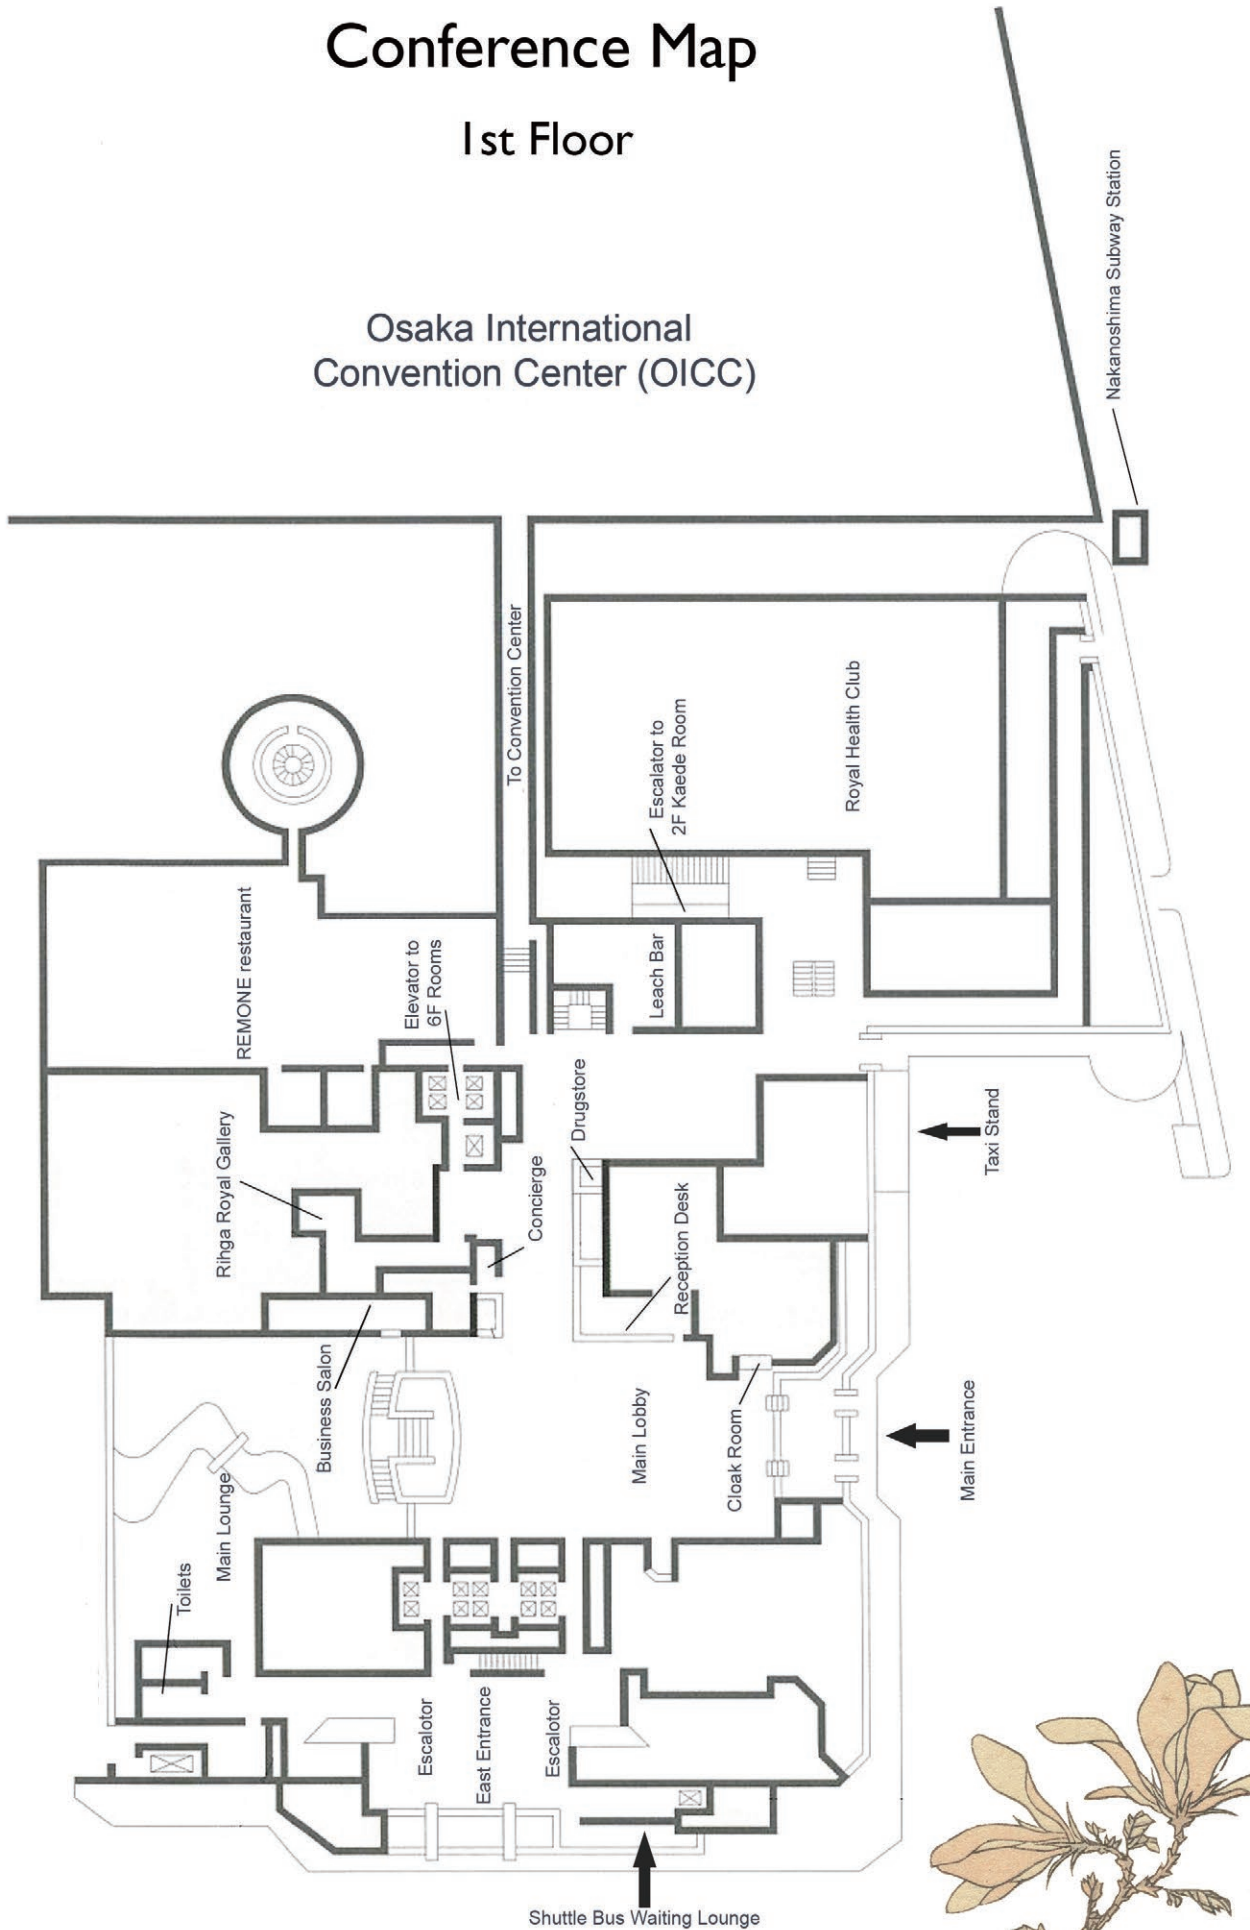 Conference Map
1st Floor
Nakanoshima Subway Station
Osaka International
Convention Center (OICC)
To Convention Center
Escalator to
2F Kaede Room
Royal Health Club
REMONE restaurant
Elevator to
6F Rooms
Leach Bar
Drugstore
Taxi Stand
Rihga Royal Gallery
Concierge
Reception Desk
Business Salon
Main Lobby
Cloak Room
Main Entrance
Main Lounge
Toilets
Escalotor
East Entrance
Escalotor
Shuttle Bus Waiting Lounge